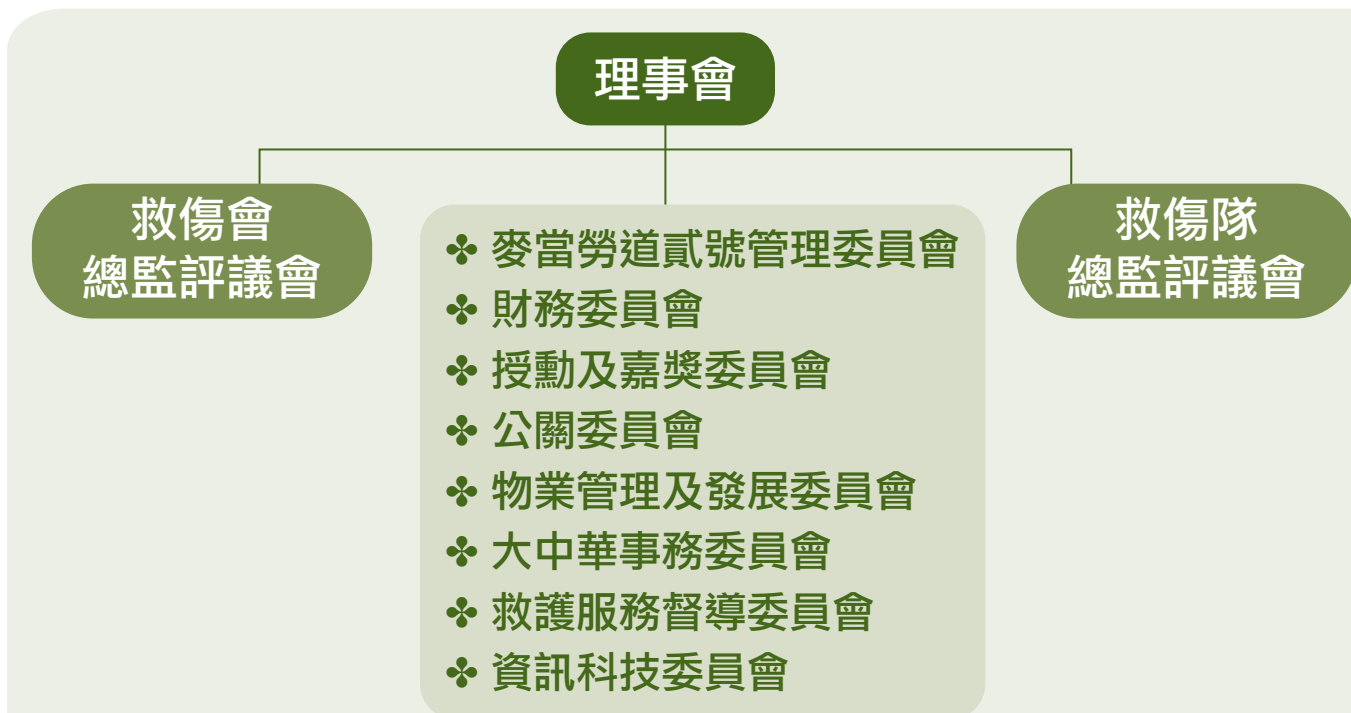 理事會
救傷會
總監評議會
✤ 麥當勞道貳號管理委員會
✤ 財務委員會
✤ 授勳及嘉獎委員會
✤ 公關委員會
✤ 物業管理及發展委員會
✤ 大中華事務委員會
✤ 救護服務督導委員會
✤ 資訊科技委員會
救傷隊
總監評議會